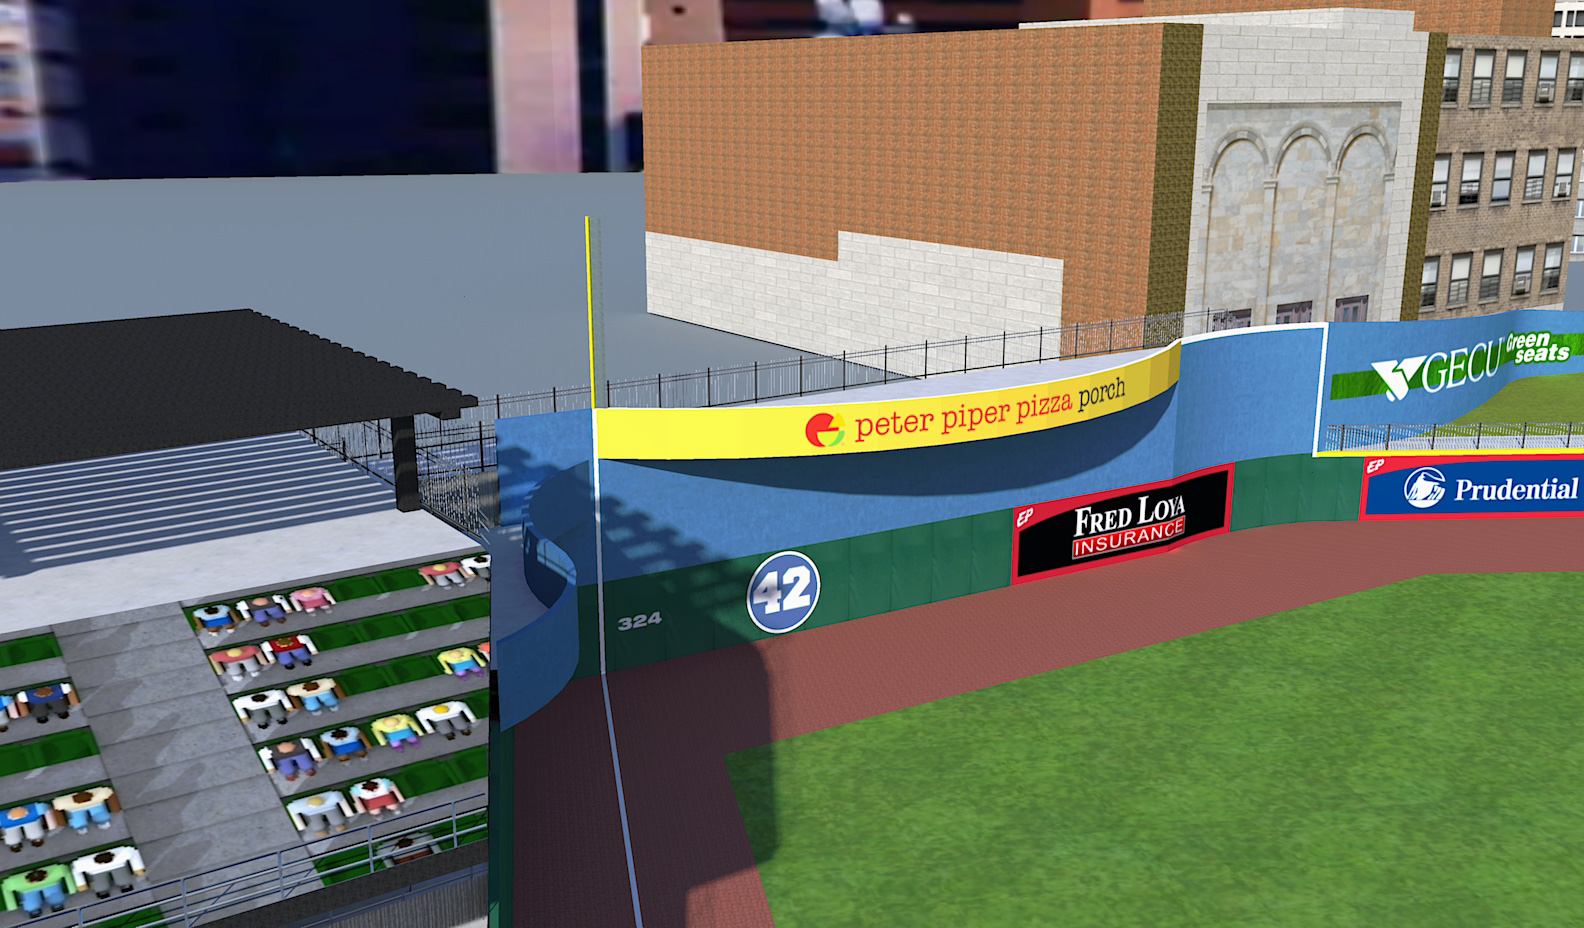 GECU Green
seats
peter piper pizza porch
EP
Prudential
EP
FRED LOYA
INSURANCE
42
324